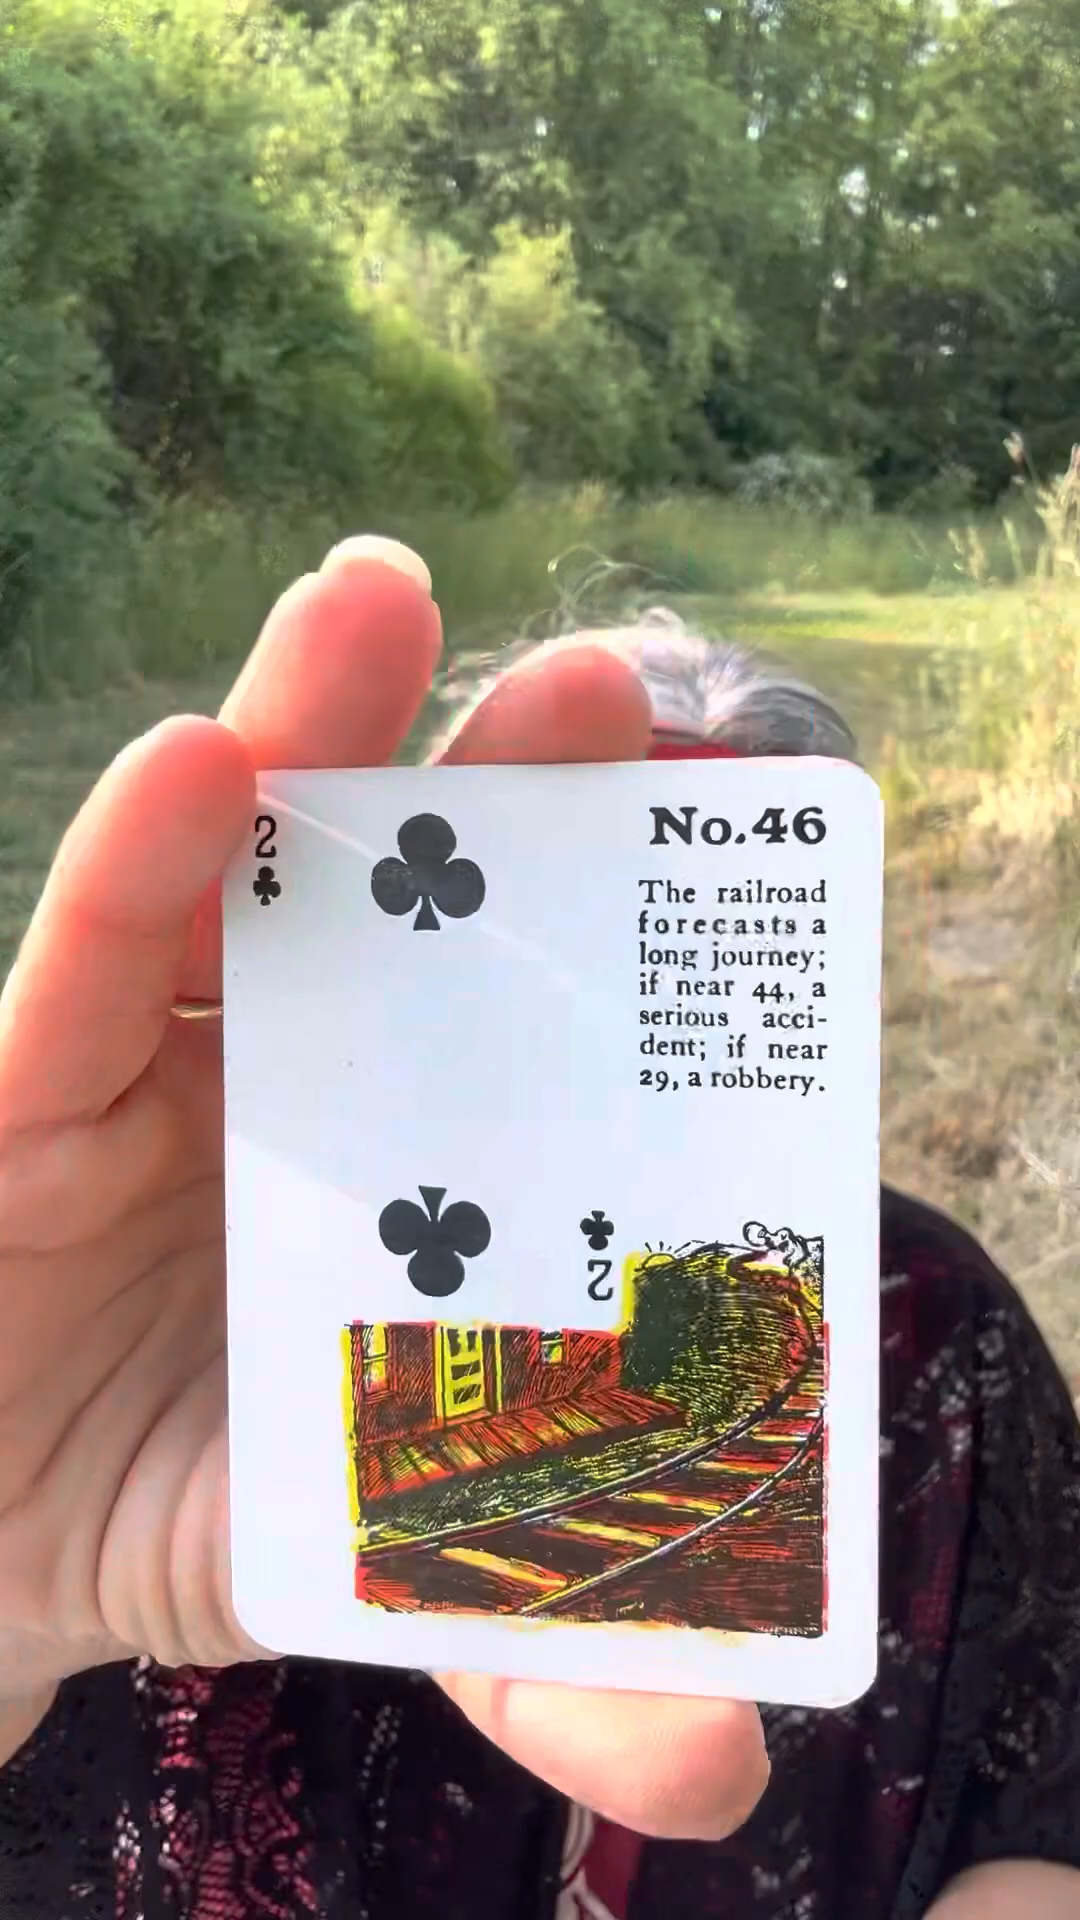 2
No.46
The railroad
forecasts a
long journey;
if near 44, a
serious acci-
dent; if near
29, a robbery.
2